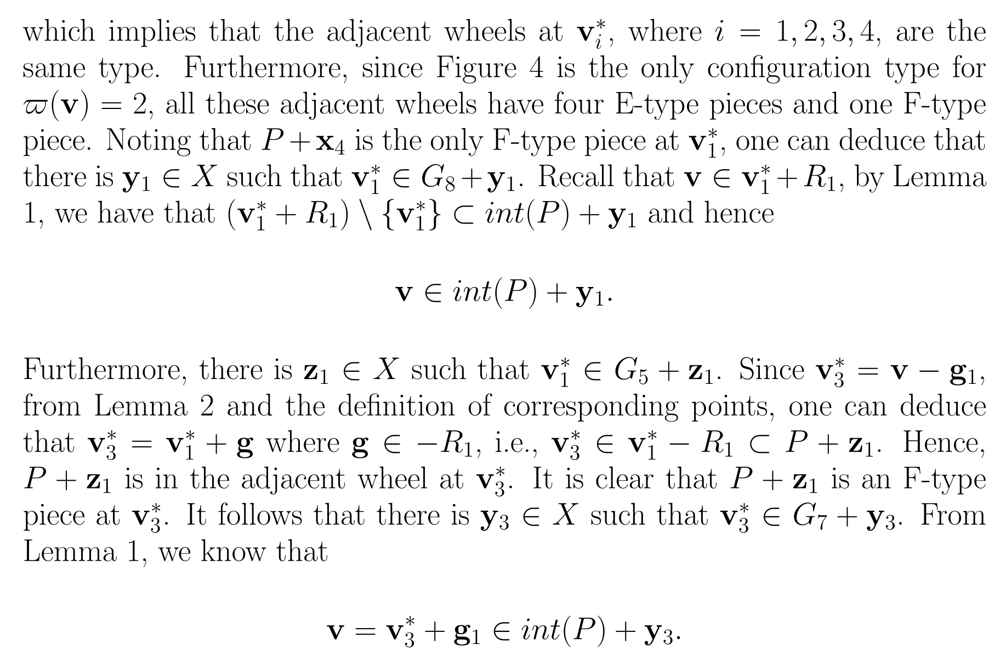 which implies that the adjacent wheels at $\mathbf{v}_i^*$, where $i = 1, 2, 3, 4$, are the
same type. Furthermore, since Figure 4 is the only configuration type for
$\varpi(\mathbf{v}) = 2$, all these adjacent wheels have four E-type pieces and one F-type
piece. Noting that $P + \mathbf{x}_4$ is the only F-type piece at $\mathbf{v}_1^*$, one can deduce that
there is $\mathbf{y}_1 \in X$ such that $\mathbf{v}_1^* \in G_8 + \mathbf{y}_1$. Recall that $\mathbf{v} \in \mathbf{v}_1^* + R_1$, by Lemma
1, we have that $(\mathbf{v}_1^* + R_1) \setminus \{\mathbf{v}_1^*\} \subset int(P) + \mathbf{y}_1$ and hence
$\mathbf{v} \in int(P) + \mathbf{y}_1.$
Furthermore, there is $\mathbf{z}_1 \in X$ such that $\mathbf{v}_1^* \in G_5 + \mathbf{z}_1$. Since $\mathbf{v}_3^* = \mathbf{v} - \mathbf{g}_1$,
from Lemma 2 and the definition of corresponding points, one can deduce
that $\mathbf{v}_3^* = \mathbf{v}_1^* + \mathbf{g}$ where $\mathbf{g} \in -R_1$, i.e., $\mathbf{v}_3^* \in \mathbf{v}_1^* - R_1 \subset P + \mathbf{z}_1$. Hence,
$P + \mathbf{z}_1$ is in the adjacent wheel at $\mathbf{v}_3^*$. It is clear that $P + \mathbf{z}_1$ is an F-type
piece at $\mathbf{v}_3^*$. It follows that there is $\mathbf{y}_3 \in X$ such that $\mathbf{v}_3^* \in G_7 + \mathbf{y}_3$. From
Lemma 1, we know that
$\mathbf{v} = \mathbf{v}_3^* + \mathbf{g}_1 \in int(P) + \mathbf{y}_3.$